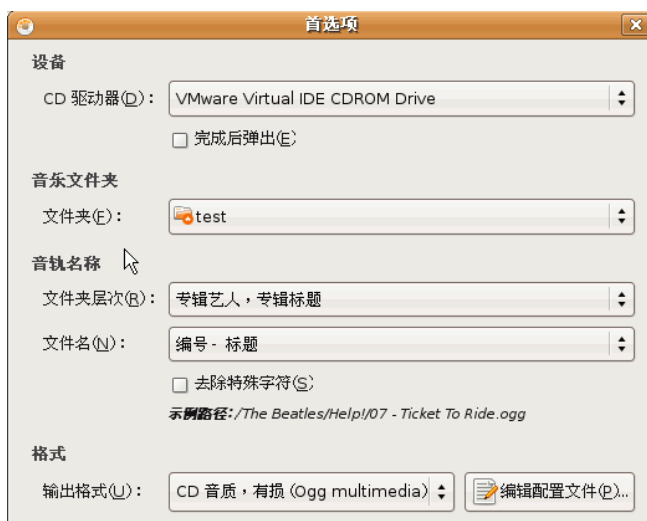 首选项
设备
CD 驱动器(D)： VMware Virtual IDE CDROM Drive
完成后弹出(E)
音乐文件夹
文件夹(F)： test
音轨名称
文件夹层次(R)： 专辑艺人，专辑标题
文件名(N)： 编号 - 标题
去除特殊字符(S)
示例路径：/The Beatles/Help!/07 - Ticket To Ride.ogg
格式
输出格式(U)： CD 音质，有损 (Ogg multimedia) 编辑配置文件(P)...